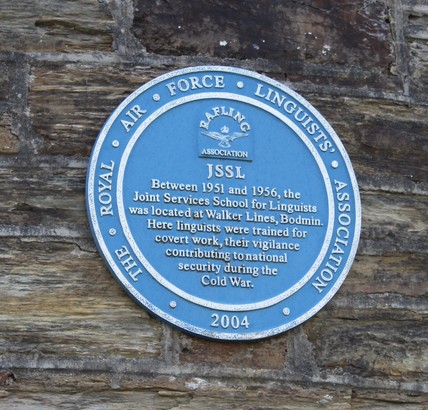 THE · ROYAL · AIR · FORCE · LINGUISTS' · ASSOCIATION
RAFLING
ASSOCIATION
JSSL
Between 1951 and 1956, the
Joint Services School for Linguists
was located at Walker Lines, Bodmin.
Here linguists were trained for
covert work, their vigilance
contributing to national
security during the
Cold War.
2004